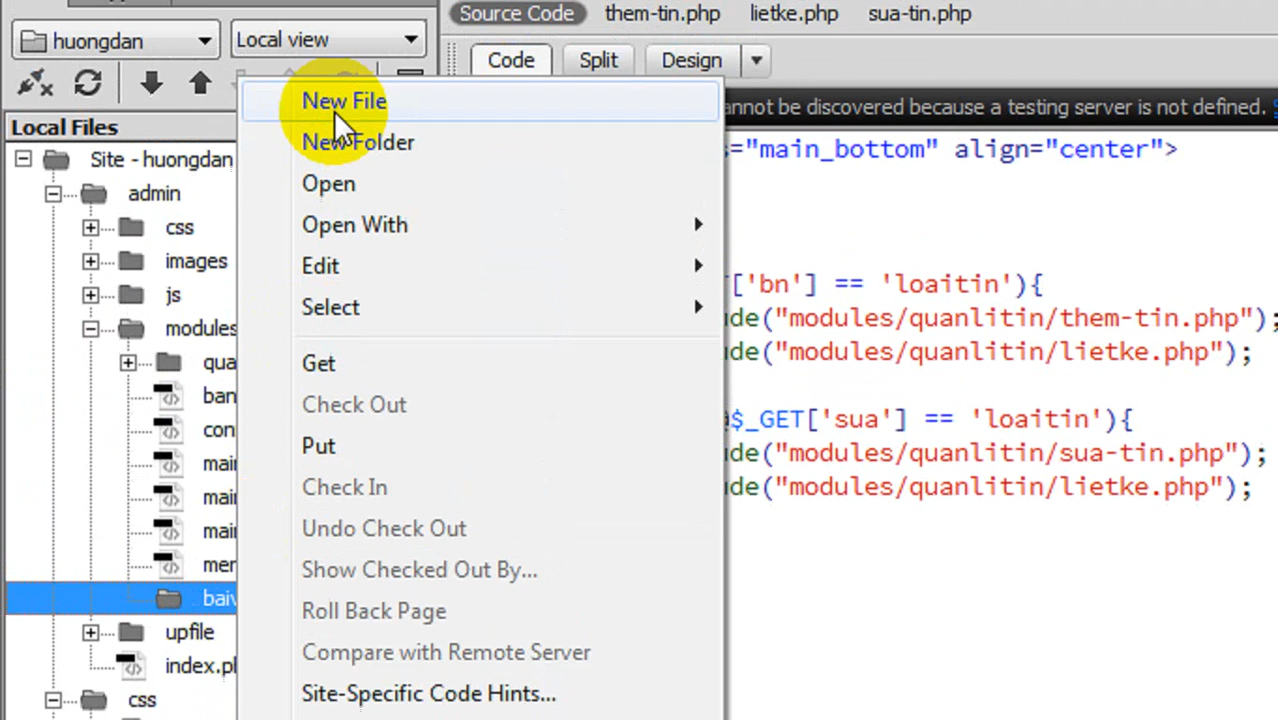 Source Code them-tin.php lietke.php sua-tin.php
huongdan Local view
Code Split Design
New File
annot be discovered because a testing server is not defined.
Local Files
New Folder
="main_bottom" align="center">
Site - huongdan
Open
admin
css
Open With
images
Edit
['bn'] == 'loaitin'){
js
Select
ude("modules/quanlitin/them-tin.php");
modules
ude("modules/quanlitin/lietke.php");
Get
Check Out
$_GET['sua'] == 'loaitin'){
Put
ude("modules/quanlitin/sua-tin.php");
Check In
ude("modules/quanlitin/lietke.php");
Undo Check Out
Show Checked Out By...
upfile
Roll Back Page
Compare with Remote Server
css
Site-Specific Code Hints...